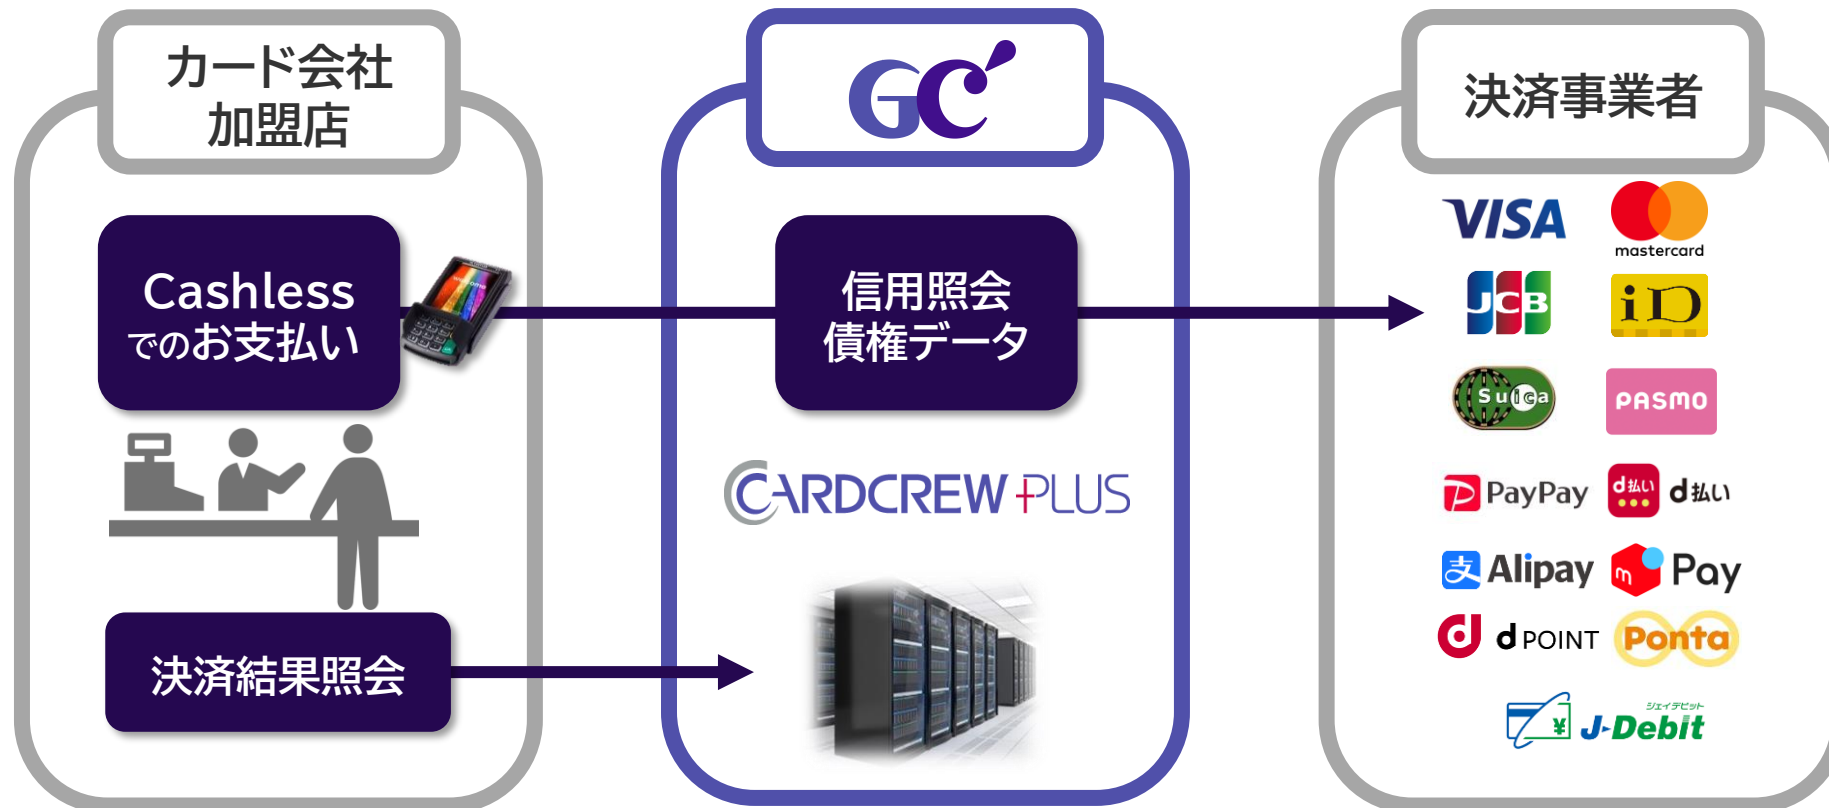 カード会社
加盟店
GC
決済事業者
Cashless
でのお支払い
welcome
信用照会
債権データ
VISA
mastercard
JCB
iD
Suica
PASMO
CARDCREW PLUS
PayPay
d払い
d払い
支 Alipay
m Pay
決済結果照会
d d POINT
Ponta
ジェイデビット
¥ J-Debit